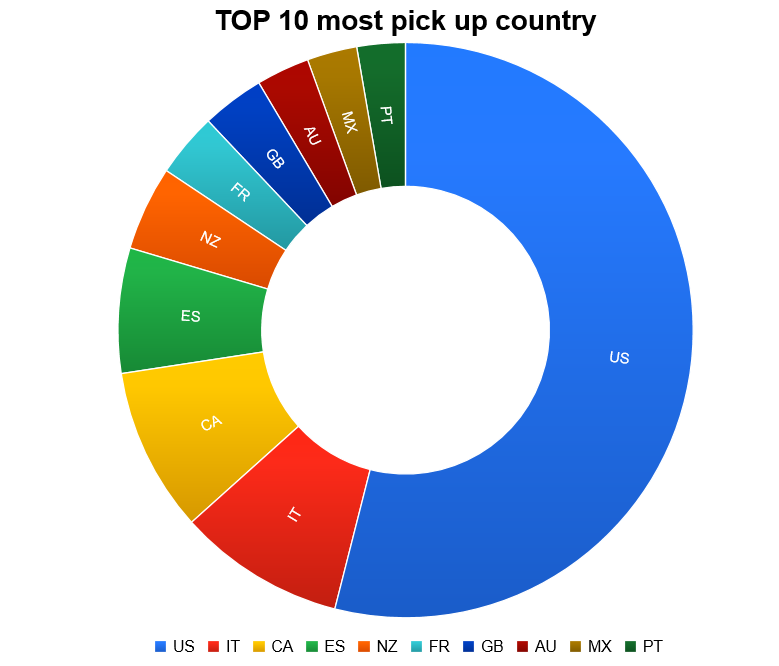 TOP 10 most pick up country
PT
MX
AU
GB
FR
NZ
ES
US
CA
IT
US IT CA ES NZ FR GB AU MX PT